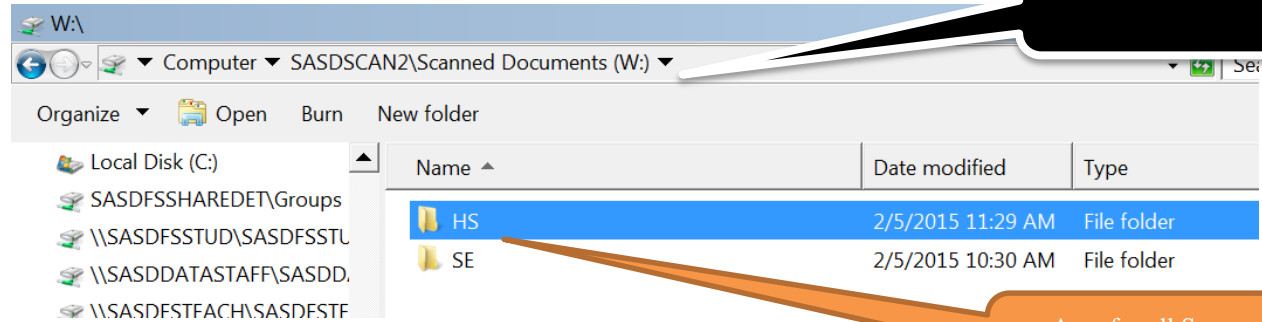 W:\
Computer SASDSCAN2\Scanned Documents (W:)
Organize Open Burn New folder
Local Disk (C:)
SASDFSSHAREDET\Groups
\\SASDFSSTUD\SASDFSSTU
\\SASDDATASTAFF\SASDD
Name Date modified Type
HS 2/5/2015 11:29 AM File folder
SE 2/5/2015 10:30 AM File folder